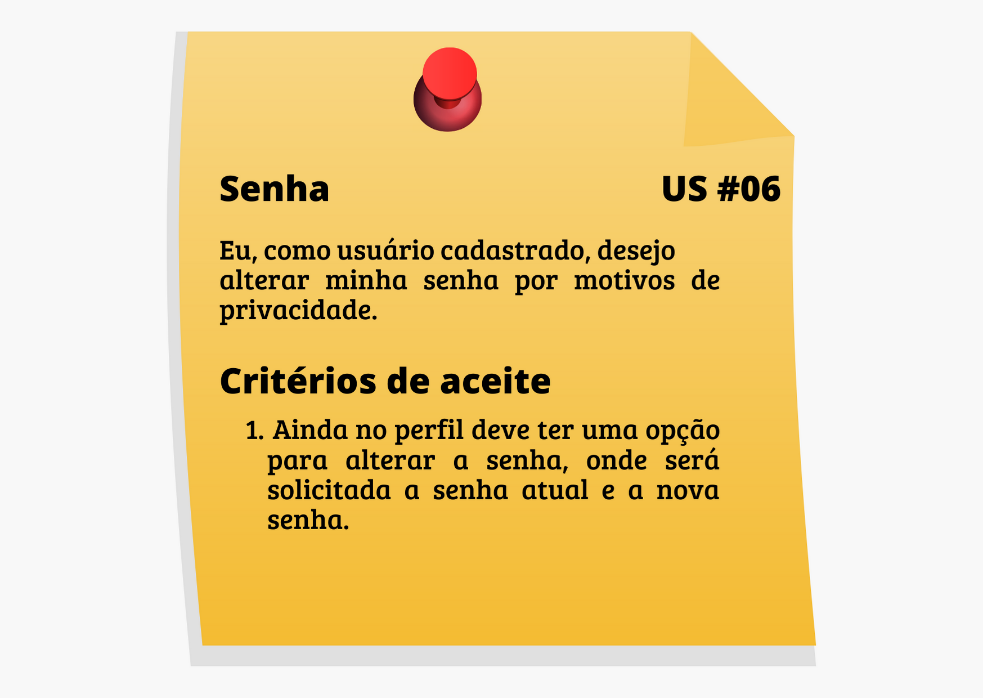 Senha US #06
Eu, como usuário cadastrado, desejo
alterar minha senha por motivos de
privacidade.
Critérios de aceite
1. Ainda no perfil deve ter uma opção
para alterar a senha, onde será
solicitada a senha atual e a nova
senha.